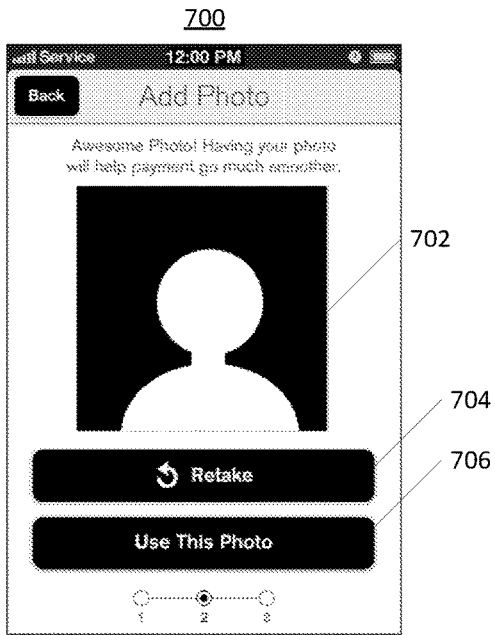 700
Service 12:00 PM
Back Add Photo
Awesome Photo! Having your photo
will help payment go much smoother.
702
704
Retake
706
Use This Photo
1 2 3